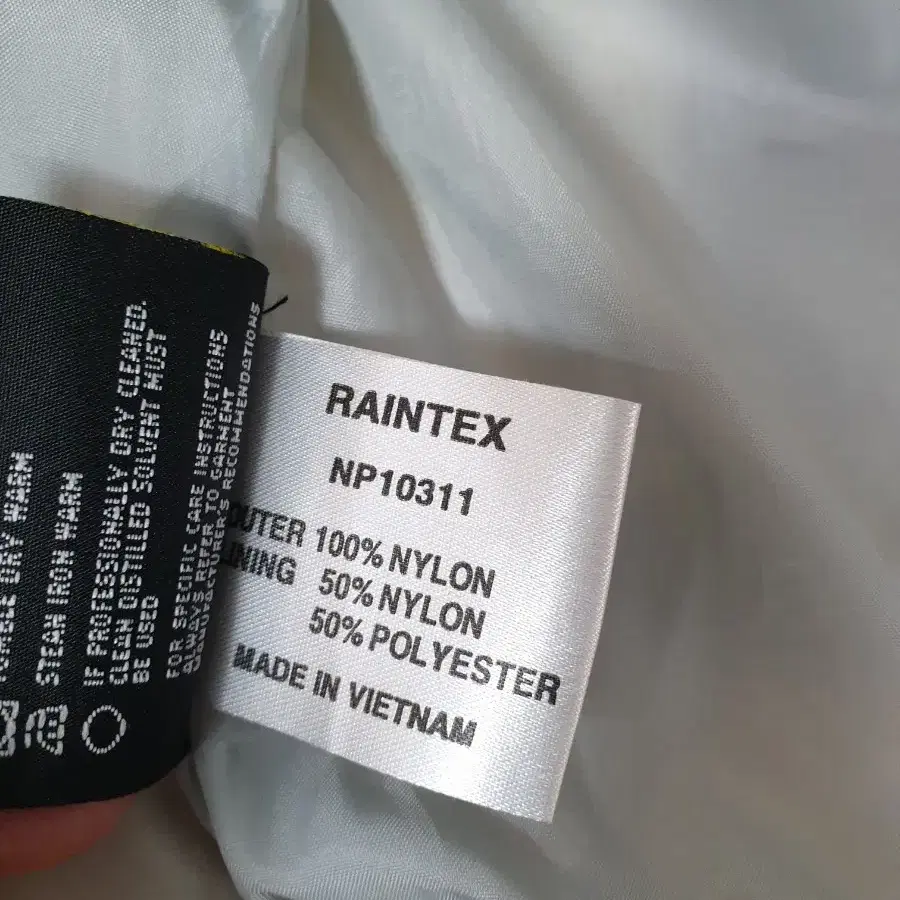 RAINTEX
NP10311
OUTER 100% NYLON
LINING 50% NYLON
50% POLYESTER
MADE IN VIETNAM
DRY WARM
STEAM IRON WARM
IF PROFESSIONALLY DRY CLEANED,
CLEAN DISTILLED SOLVENT MUST
BE USED
FOR SPECIFIC CARE INSTRUCTIONS
ALWAYS REFER TO GARMENT
MANUFACTURER'S RECOMMENDATIONS